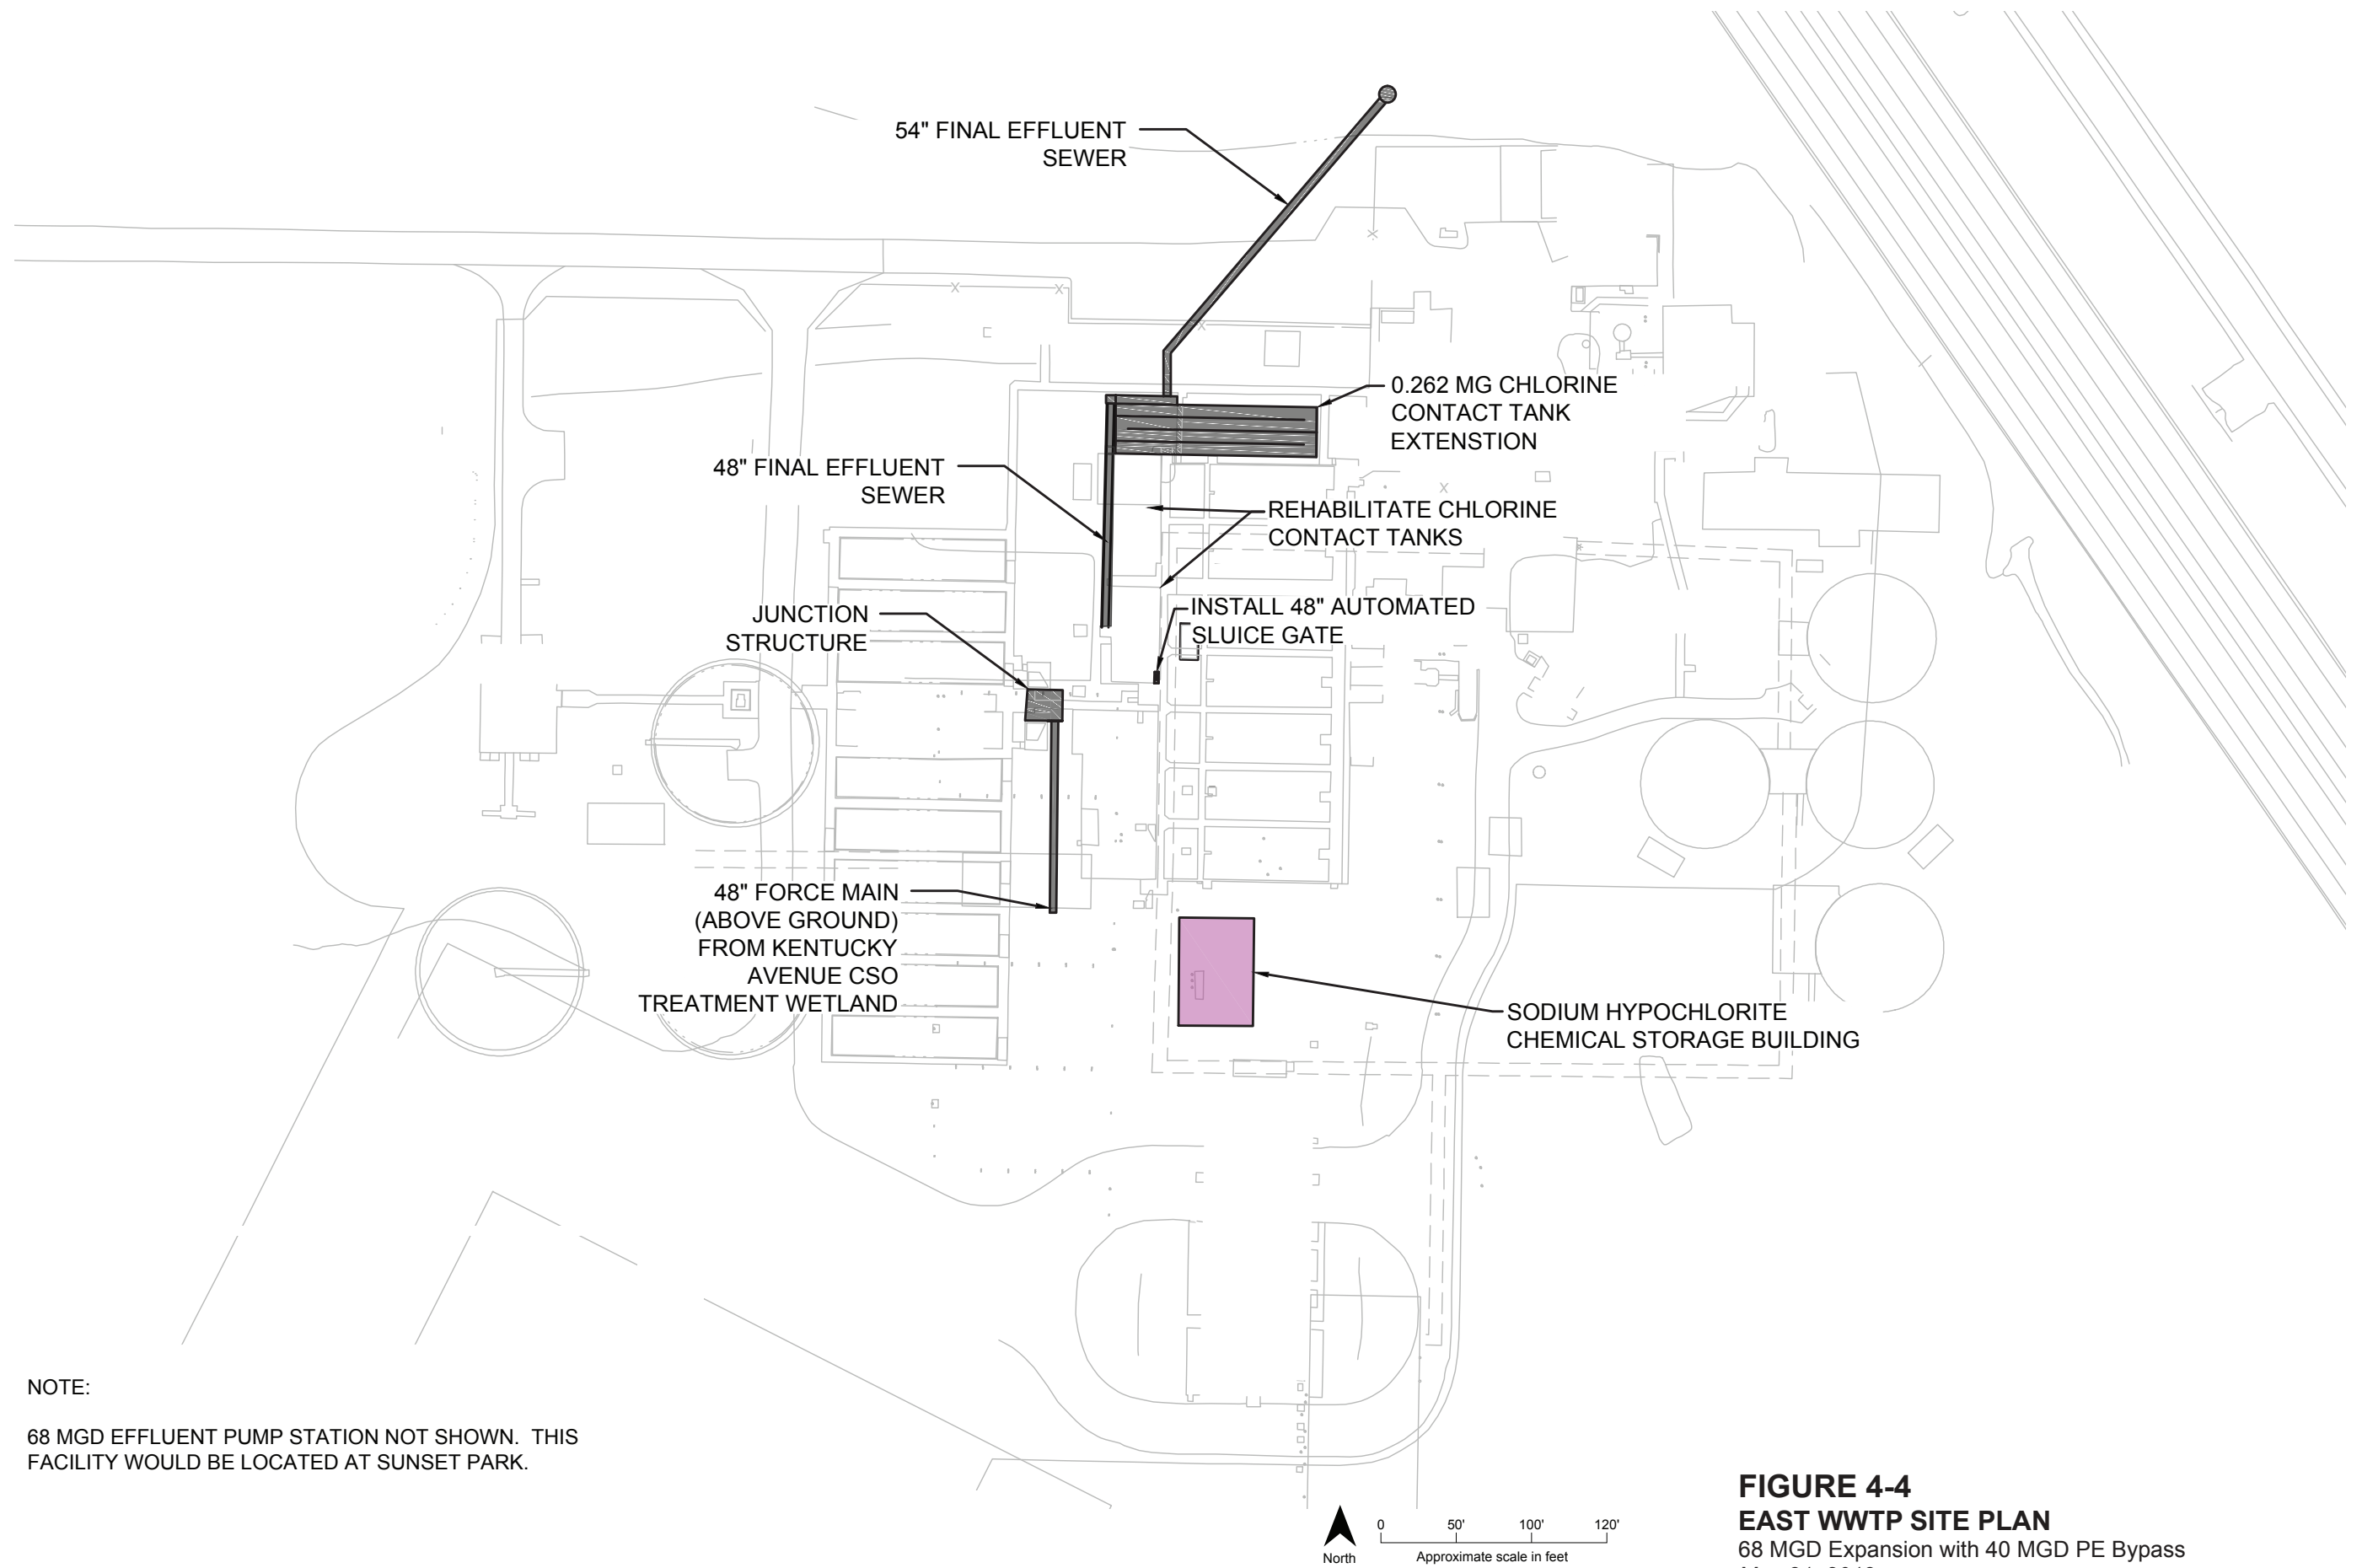 54" FINAL EFFLUENT
SEWER
0.262 MG CHLORINE
CONTACT TANK
EXTENSTION
48" FINAL EFFLUENT
SEWER
REHABILITATE CHLORINE
CONTACT TANKS
JUNCTION
STRUCTURE
INSTALL 48" AUTOMATED
SLUICE GATE
48" FORCE MAIN
(ABOVE GROUND)
FROM KENTUCKY
AVENUE CSO
TREATMENT WETLAND
SODIUM HYPOCHLORITE
CHEMICAL STORAGE BUILDING
NOTE:
68 MGD EFFLUENT PUMP STATION NOT SHOWN. THIS
FACILITY WOULD BE LOCATED AT SUNSET PARK.
North
0 50' 100' 120'
Approximate scale in feet
FIGURE 4-4
EAST WWTP SITE PLAN
68 MGD Expansion with 40 MGD PE Bypass